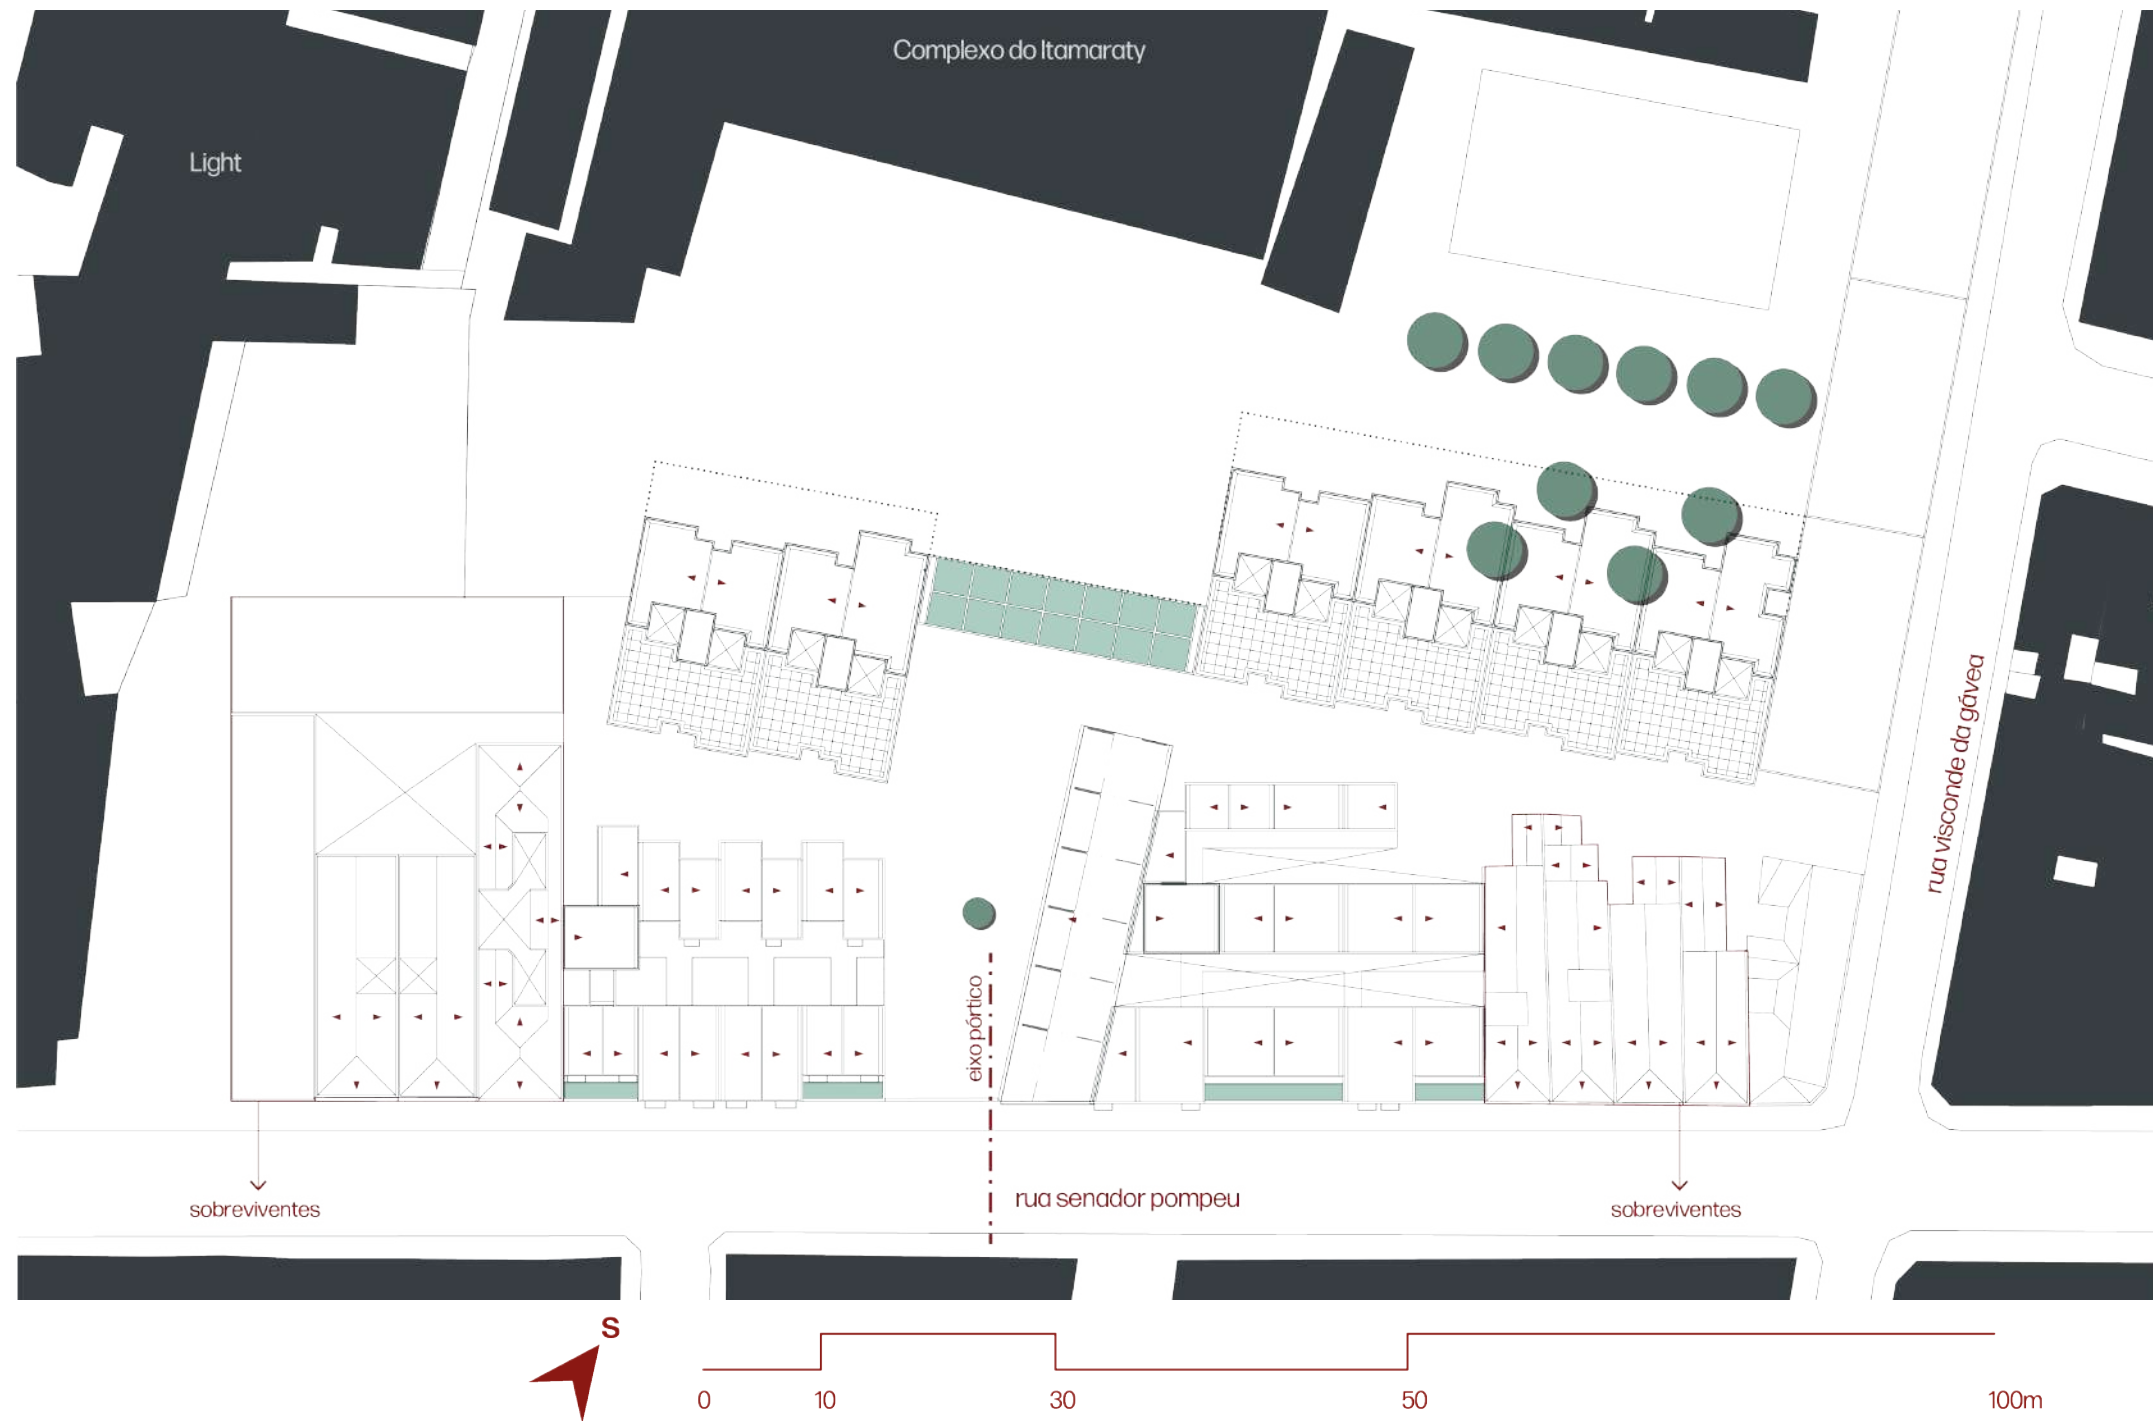 Complexo do Itamaraty
Light
rua visconde da gávea
eixo pórtico
sobreviventes
rua senador pompeu
sobreviventes
S
0
10
30
50
100m